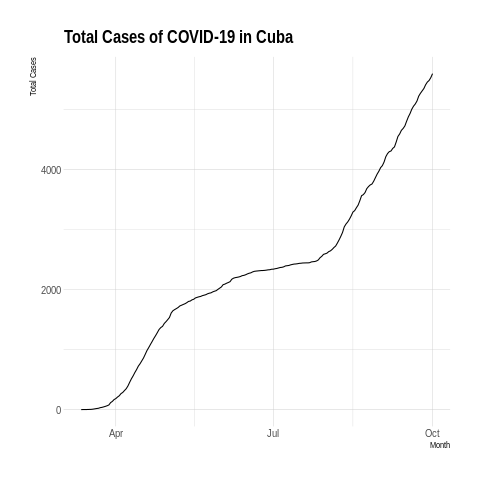 Total Cases of COVID-19 in Cuba
Total Cases
4000
2000
0
Apr
Jul
Oct
Month